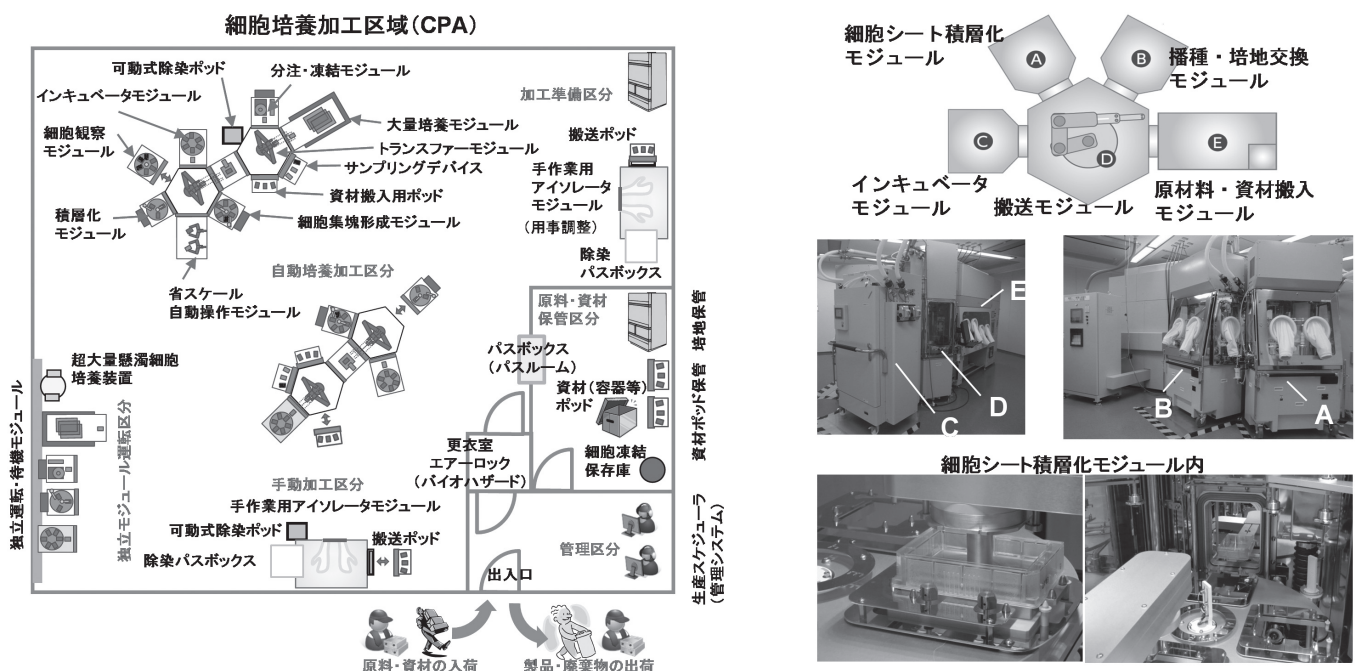 細胞培養加工区域(CPA)
可動式除染ポッド
分注・凍結モジュール
インキュベータモジュール
大量培養モジュール
細胞観察
モジュール
トランスファーモジュール
サンプリングデバイス
資材搬入用ポッド
積層化
モジュール
細胞集塊形成モジュール
省スケール
自動操作モジュール
自動培養加工区分
加工準備区分
搬送ポッド
手作業用
アイソレータ
モジュール
(用事調整)
除染
パスボックス
原料・資材
保管区分
パスボックス
(パスルーム)
資材(容器等)
ポッド
細胞凍結
保存庫
培地保管
資材ポッド保管
超大量懸濁細胞
培養装置
独立モジュール運転区分
独立運転・待機モジュール
更衣室
エアーロック
(バイオハザード)
手動加工区分
手作業用アイソレータモジュール
可動式除染ポッド
搬送ポッド
除染パスボックス
管理区分
出入口
生産スケジューラ
(管理システム)
原料・資材の入荷
製品・廃棄物の出荷
細胞シート積層化
モジュール
A
B
播種・培地交換
モジュール
C
D
E
インキュベータ
モジュール
搬送モジュール
原材料・資材搬入
モジュール
E
D
C
B
A
細胞シート積層化モジュール内